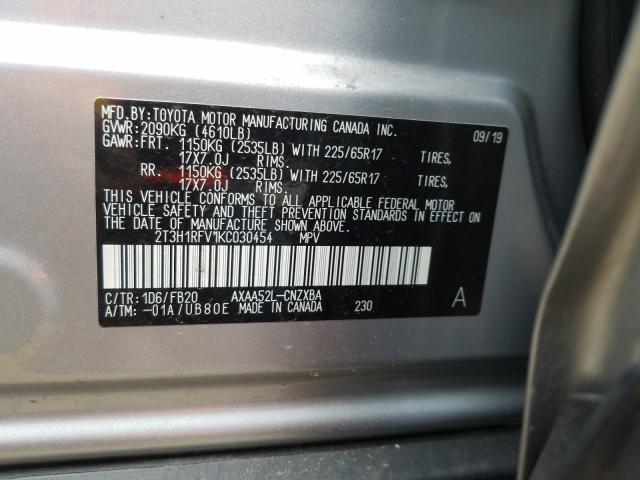 MFD.BY:TOYOTA MOTOR MANUFACTURING CANADA INC. 09/19
GVWR:2090KG (4610LB)
GAWR:FRT. 1150KG (2535LB) WITH 225/65R17 TIRES,
17X7.0J RIMS.
RR. 1150KG (2535LB) WITH 225/65R17 TIRES,
17X7.0J RIMS.
THIS VEHICLE CONFORMS TO ALL APPLICABLE FEDERAL MOTOR
VEHICLE SAFETY AND THEFT PREVENTION STANDARDS IN EFFECT ON
THE DATE OF MANUFACTURE SHOWN ABOVE.
2T3H1RFV1KC030454 MPV
C/TR:1D6/FB20 AXAA52L-CNZXBA A
A/TM:-01A/UB80E MADE IN CANADA 230